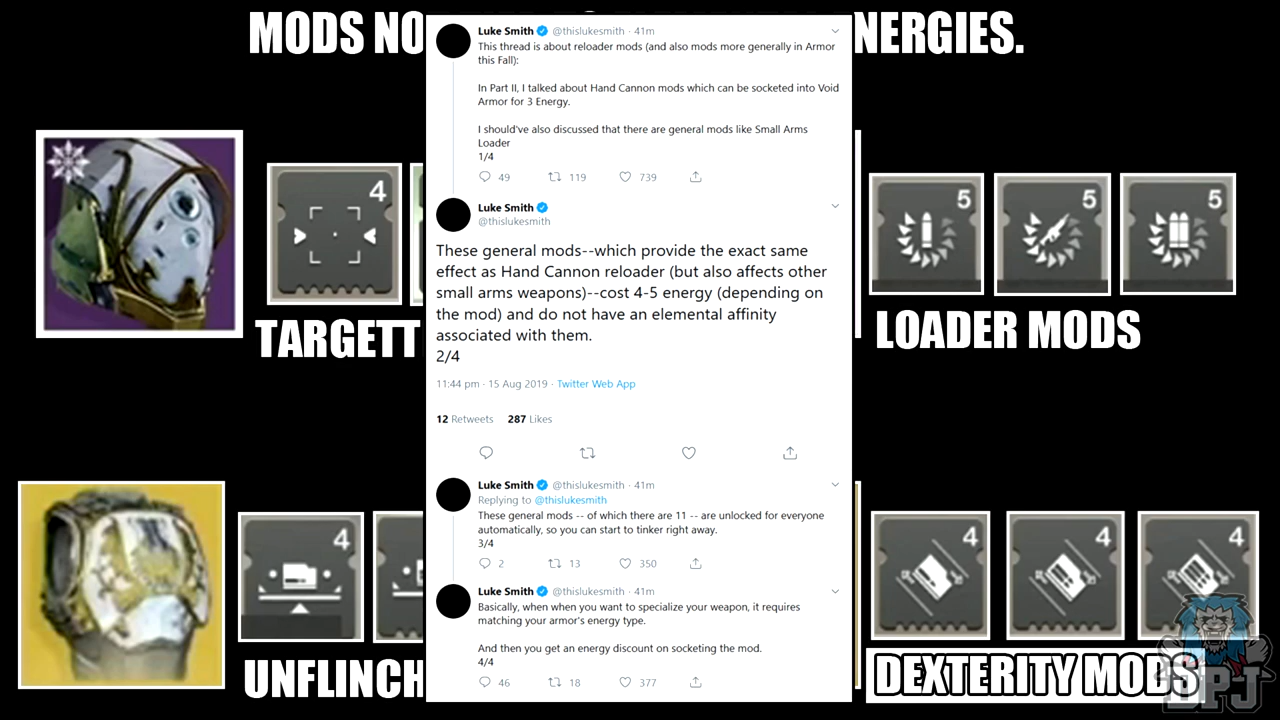 MODS NO
NERGIES.
Luke Smith @thislukesmith · 41m
This thread is about reloader mods (and also mods more generally in Armor
this Fall):
In Part II, I talked about Hand Cannon mods which can be socketed into Void
Armor for 3 Energy.
I should've also discussed that there are general mods like Small Arms
Loader
1/4
49 119 739
Luke Smith
@thislukesmith
These general mods--which provide the exact same
effect as Hand Cannon reloader (but also affects other
small arms weapons)--cost 4-5 energy (depending on
the mod) and do not have an elemental affinity
associated with them.
2/4
11:44 pm · 15 Aug 2019 · Twitter Web App
12 Retweets 287 Likes
Luke Smith @thislukesmith · 41m
Replying to @thislukesmith
These general mods -- of which there are 11 -- are unlocked for everyone
automatically, so you can start to tinker right away.
3/4
2 13 350
Luke Smith @thislukesmith · 41m
Basically, when when you want to specialize your weapon, it requires
matching your armor's energy type.
And then you get an energy discount on socketing the mod.
4/4
46 18 377
4
TARGETT
5 5 5
LOADER MODS
4
UNFLINCH
4 4 4
DEXTERITY MODS
DPJ